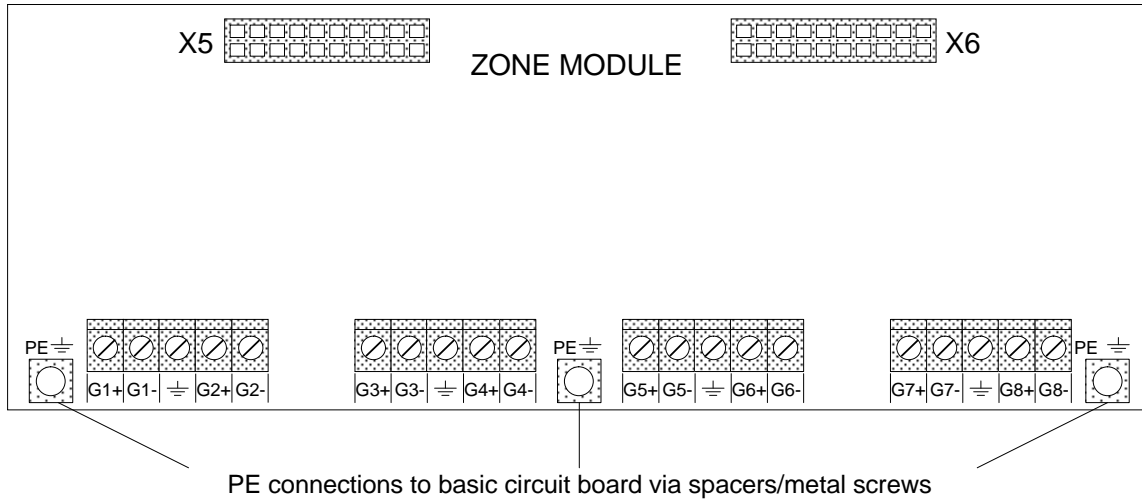 X5 X6
ZONE MODULE
PE PE PE
G1+ G1- G2+ G2- G3+ G3- G4+ G4- G5+ G5- G6+ G6- G7+ G7- G8+ G8-
PE connections to basic circuit board via spacers/metal screws